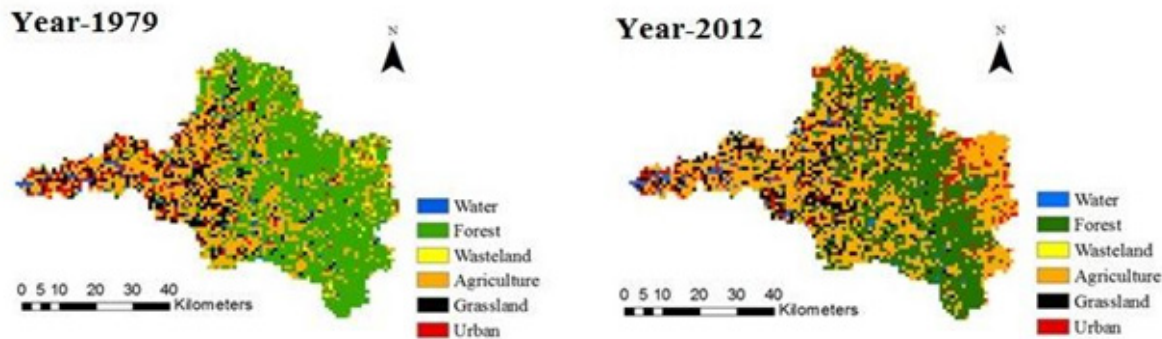 Year-1979
N
Water
Forest
Wasteland
Agriculture
Grassland
Urban
0 5 10 20 30 40
Kilometers
Year-2012
N
Water
Forest
Wasteland
Agriculture
Grassland
Urban
0 5 10 20 30 40
Kilometers